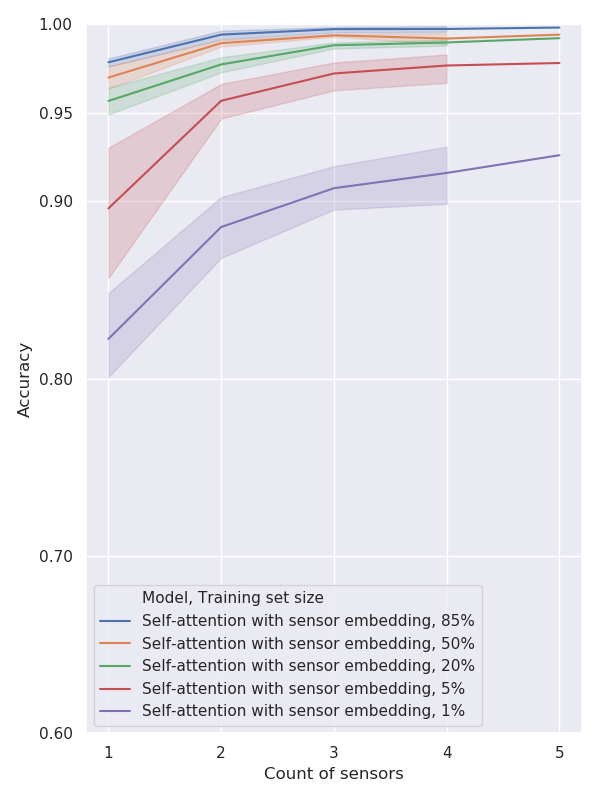 1.00
0.95
0.90
0.80
0.70
0.60
Accuracy
Model, Training set size
Self-attention with sensor embedding, 85%
Self-attention with sensor embedding, 50%
Self-attention with sensor embedding, 20%
Self-attention with sensor embedding, 5%
Self-attention with sensor embedding, 1%
1 2 3 4 5
Count of sensors